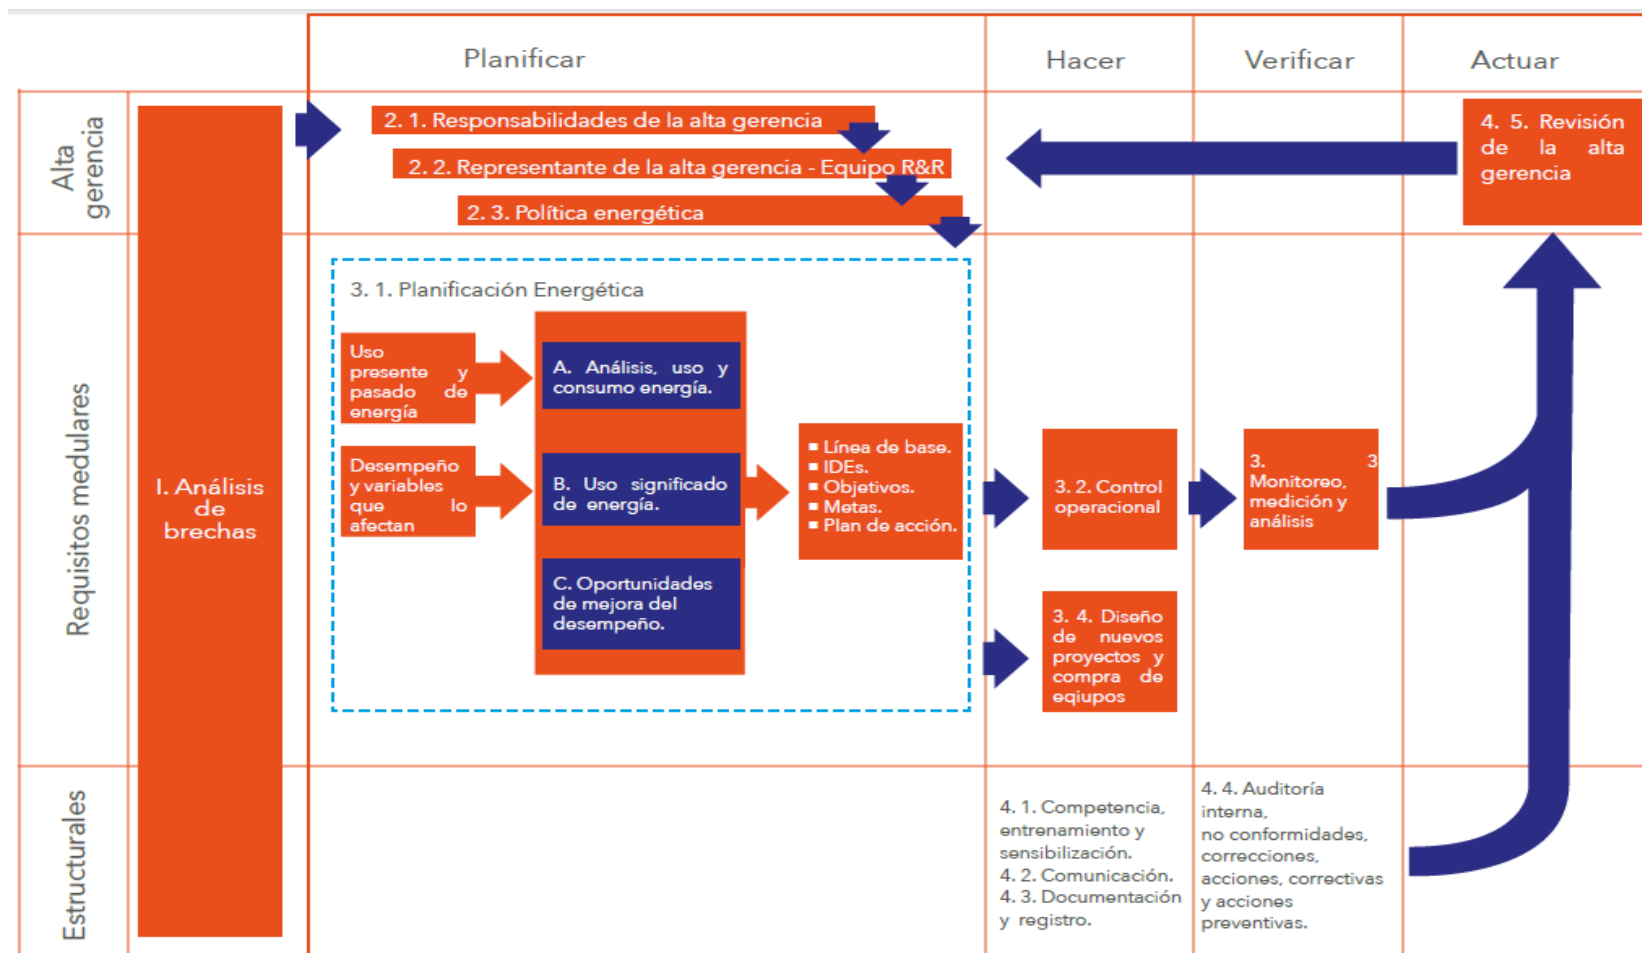 Planificar
Hacer
Verificar
Actuar
Alta
gerencia
2. 1. Responsabilidades de la alta gerencia
2. 2. Representante de la alta gerencia - Equipo R&R
2. 3. Política energética
4. 5. Revisión
de la alta
gerencia
Requisitos medulares
I. Análisis
de
brechas
3. 1. Planificación Energética
Uso
presente y
pasado de
energía
Desempeño
y variables
que lo
afectan
A. Análisis, uso y
consumo energía.
B. Uso significado
de energía.
C. Oportunidades
de mejora del
desempeño.
▪ Línea de base.
▪ IDEs.
▪ Objetivos.
▪ Metas.
▪ Plan de acción.
3. 2. Control
operacional
3. 3
Monitoreo,
medición y
análisis
3. 4. Diseño
de nuevos
proyectos y
compra de
eqiupos
Estructurales
4. 1. Competencia,
entrenamiento y
sensibilización.
4. 2. Comunicación.
4. 3. Documentación
y registro.
4. 4. Auditoría
interna,
no conformidades,
correcciones,
acciones, correctivas
y acciones
preventivas.